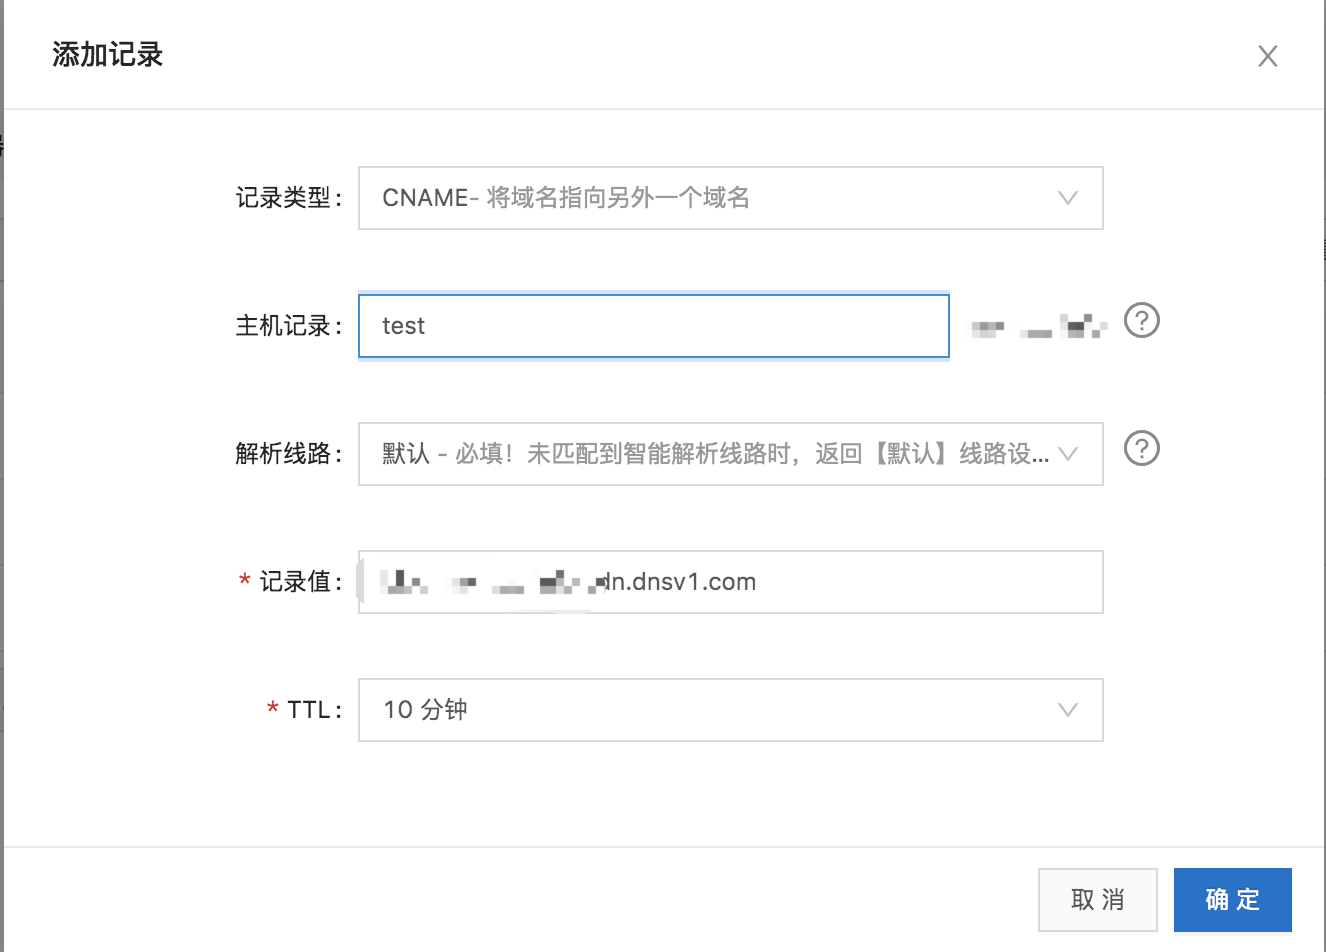 添加记录
记录类型: CNAME- 将域名指向另外一个域名
主机记录: test
解析线路: 默认 - 必填！未匹配到智能解析线路时，返回【默认】线路设...
* 记录值: dn.dnsv1.com
* TTL: 10 分钟
取 消 确 定